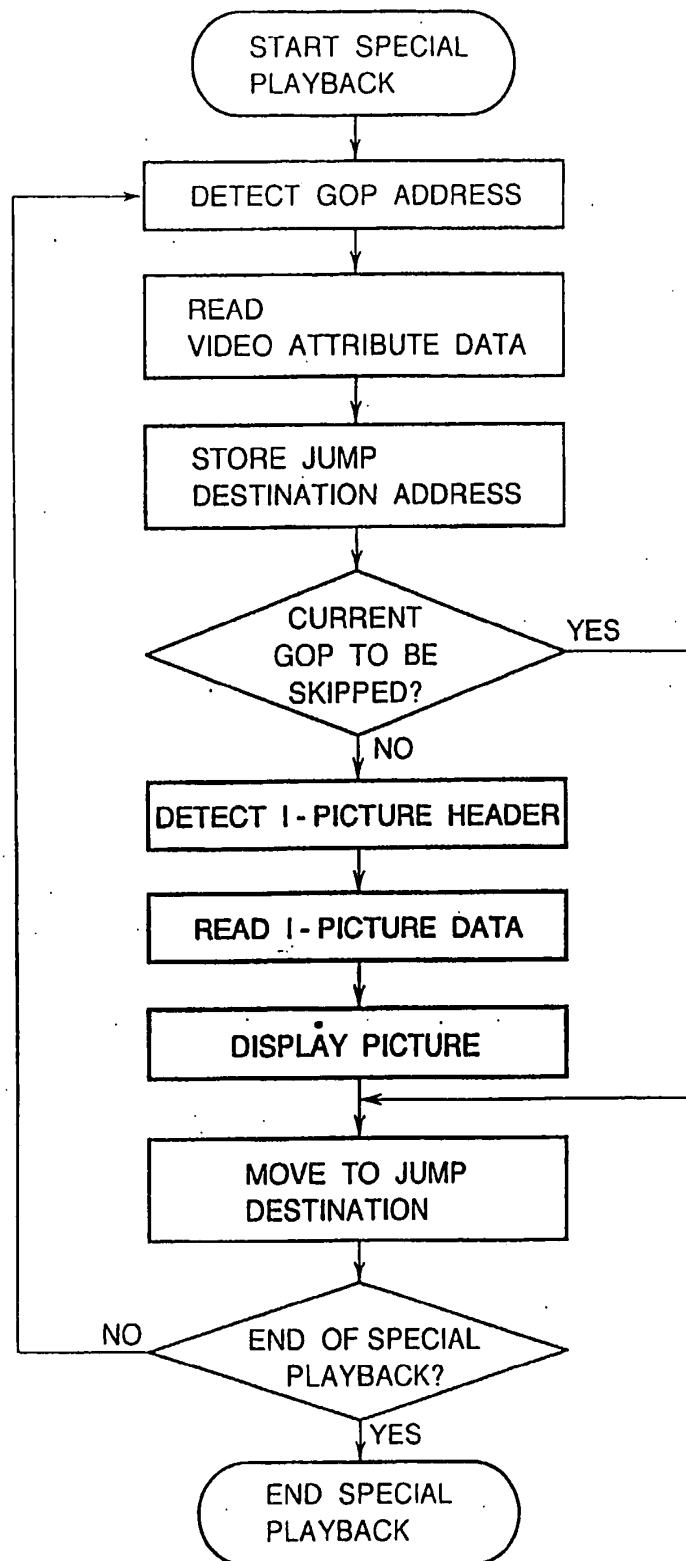 START SPECIAL
PLAYBACK
DETECT GOP ADDRESS
READ
VIDEO ATTRIBUTE DATA
STORE JUMP
DESTINATION ADDRESS
CURRENT
GOP TO BE
SKIPPED?
YES
NO
DETECT I-PICTURE HEADER
READ I-PICTURE DATA
DISPLAY PICTURE
MOVE TO JUMP
DESTINATION
NO
END OF SPECIAL
PLAYBACK?
YES
END SPECIAL
PLAYBACK